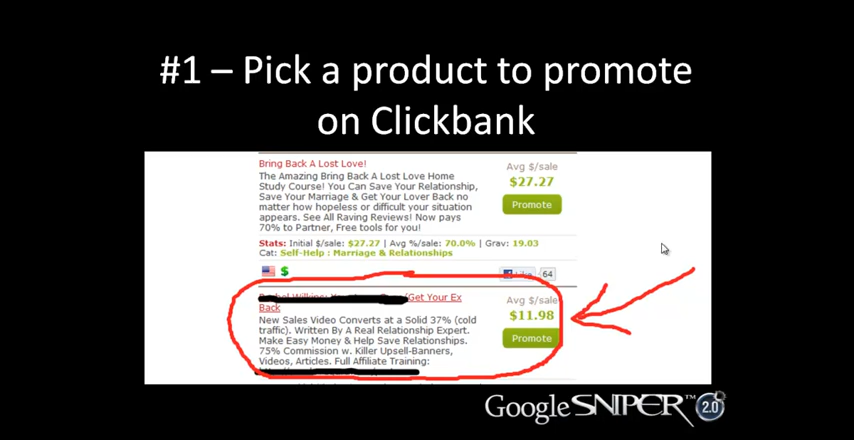 #1 – Pick a product to promote
on Clickbank
Bring Back A Lost Love!
The Amazing Bring Back A Lost Love Home
Study Course! You Can Save Your Relationship,
Save Your Marriage & Get Your Lover Back no
matter how hopeless or difficult your situation
appears. See All Raving Reviews! Now pays
70% to Partner, Free tools for you!
Avg $/sale
$27.27
Promote
Stats: Initial $/sale: $27.27 | Avg %/sale: 70.0% | Grav: 19.03
Cat: Self-Help : Marriage & Relationships
$
Like 64
Get Your Ex
Back
New Sales Video Converts at a Solid 37% (cold
traffic). Written By A Real Relationship Expert.
Make Easy Money & Help Save Relationships.
75% Commission w. Killer Upsell-Banners,
Videos, Articles. Full Affiliate Training:
Avg $/sale
$11.98
Promote
Google SNIPER™ 2.0